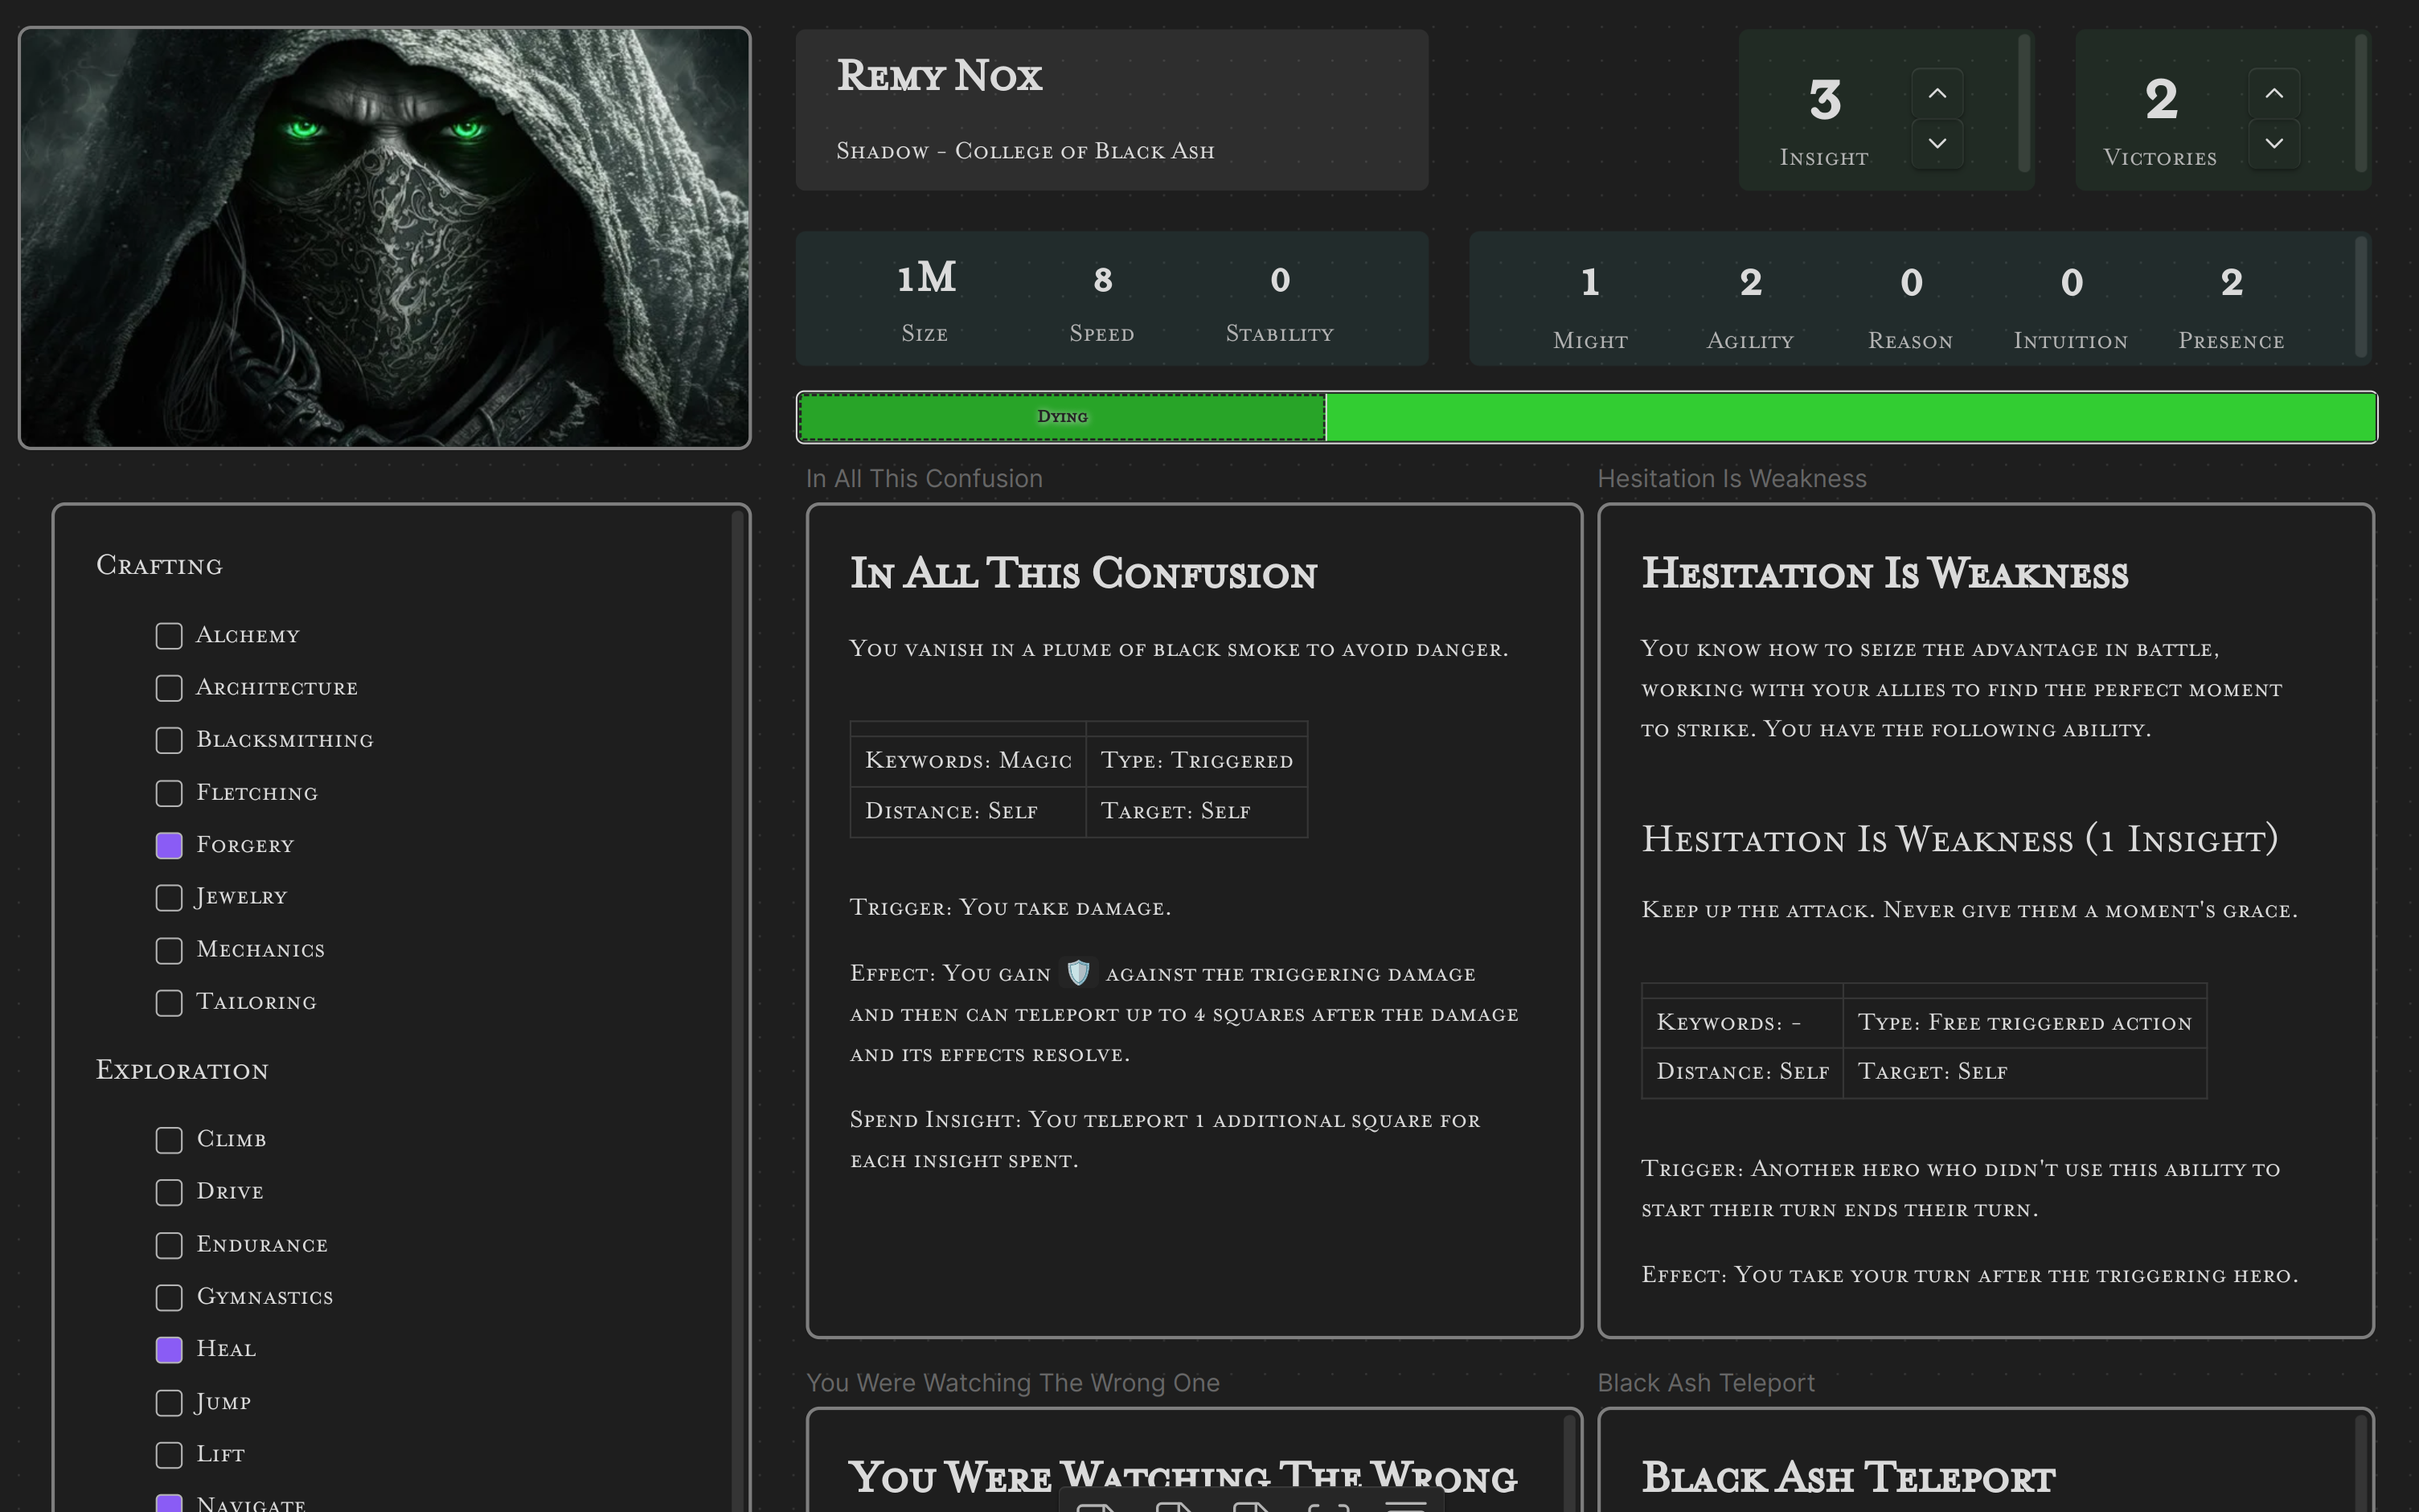 Remy Nox
Shadow - College of Black Ash
3
Insight
2
Victories
1M
Size
8
Speed
0
Stability
1
Might
2
Agility
0
Reason
0
Intuition
2
Presence
Dying
Crafting
Alchemy
Architecture
Blacksmithing
Fletching
Forgery
Jewelry
Mechanics
Tailoring
Exploration
Climb
Drive
Endurance
Gymnastics
Heal
Jump
Lift
Navigate
In All This Confusion
In All This Confusion
You vanish in a plume of black smoke to avoid danger.
Keywords: Magic Type: Triggered
Distance: Self Target: Self
Trigger: You take damage.
Effect: You gain 🛡️ against the triggering damage
and then can teleport up to 4 squares after the damage
and its effects resolve.
Spend Insight: You teleport 1 additional square for
each insight spent.
Hesitation Is Weakness
Hesitation Is Weakness
You know how to seize the advantage in battle,
working with your allies to find the perfect moment
to strike. You have the following ability.
Hesitation Is Weakness (1 Insight)
Keep up the attack. Never give them a moment's grace.
Keywords: - Type: Free triggered action
Distance: Self Target: Self
Trigger: Another hero who didn't use this ability to
start their turn ends their turn.
Effect: You take your turn after the triggering hero.
You Were Watching The Wrong One
You Were Watching The Wrong
Black Ash Teleport
Black Ash Teleport